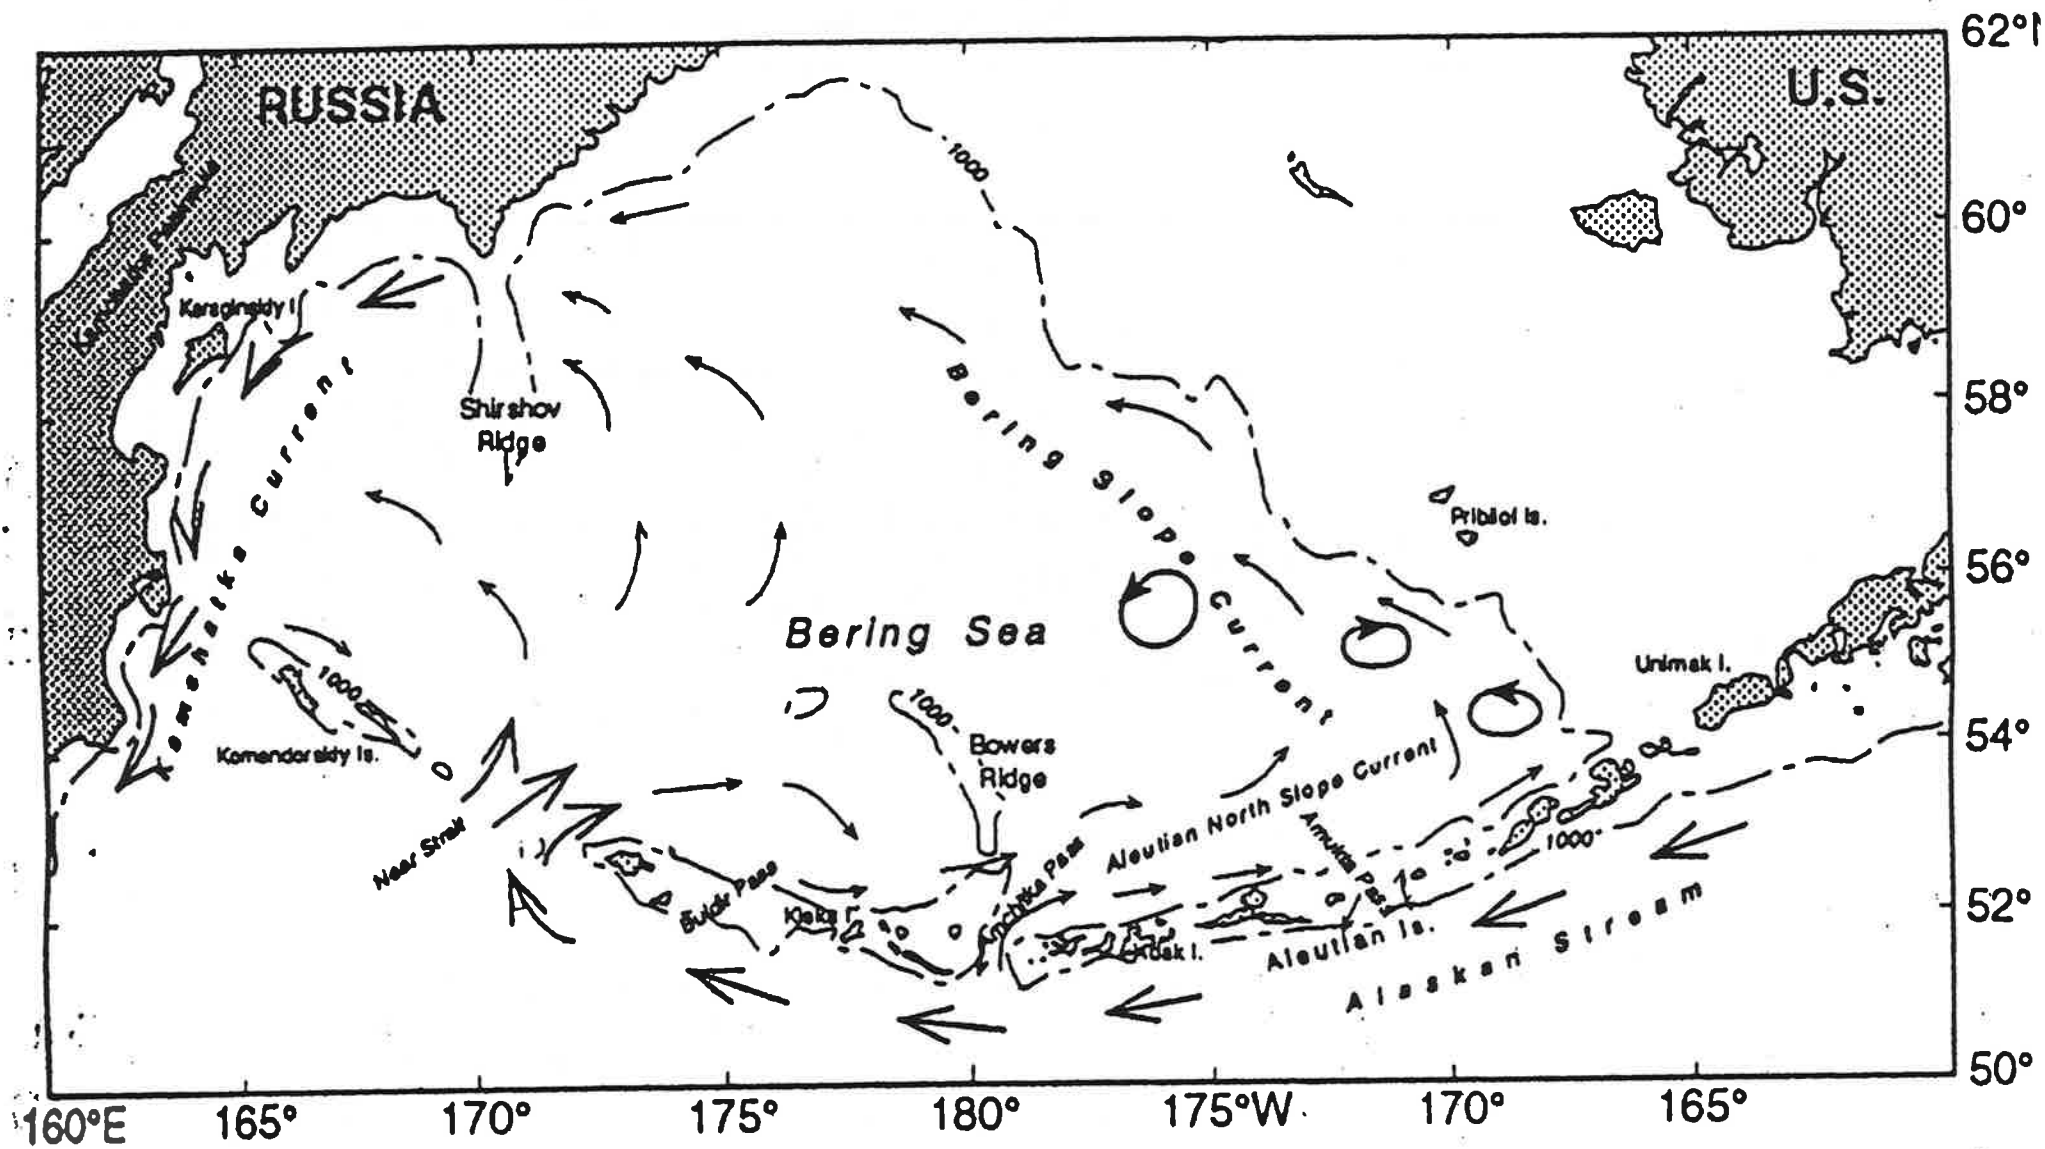 62°
RUSSIA
U.S.
1000
60°
Karaginskiy I.
58°
Shirshov
Ridge
Bering Slope Current
Pribilof Is.
56°
Bering Sea
Unimak I.
1000
1000
Komandorskiy Is.
Bowers
Ridge
54°
Near Strait
Aleutian North Slope Current
Amukta Pass
1000
Buldir Pass
Kiska I.
Amchitka Pass
52°
Adak I.
Aleutian Is.
Alaskan Stream
50°
160°E
165°
170°
175°
180°
175°W
170°
165°